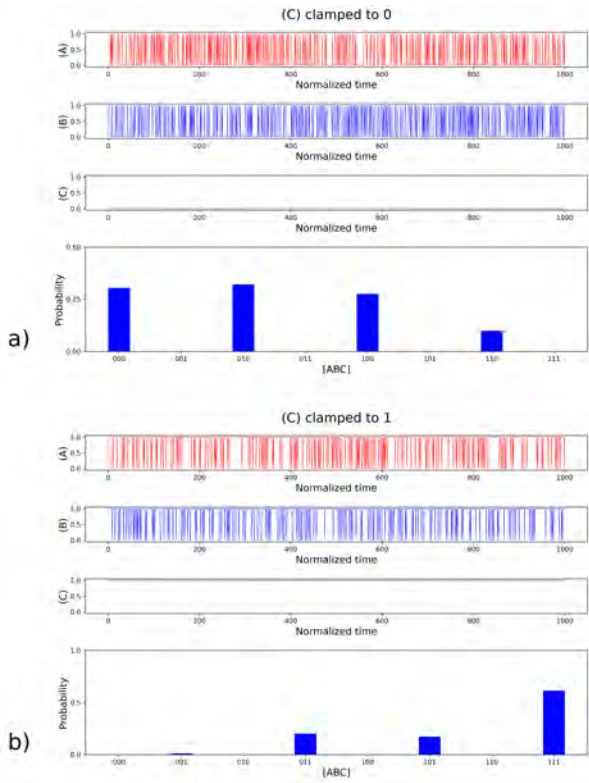 (C) clamped to 0
(A)
1.0
0.5
0.0
0 200 400 600 800 1000
Normalized time
(B)
1.0
0.5
0.0
0 200 400 600 800 1000
Normalized time
(C)
1.0
0.5
0.0
0 200 400 600 800 1000
Normalized time
a)
Probability
0.50
0.25
0.00
000 001 010 011 100 101 110 111
[ABC]
(C) clamped to 1
(A)
1.0
0.5
0.0
0 200 400 600 800 1000
Normalized time
(B)
1.0
0.5
0.0
0 200 400 600 800 1000
Normalized time
(C)
1.0
0.5
0.0
0 200 400 600 800 1000
Normalized time
b)
Probability
1.0
0.5
0.0
000 001 010 011 100 101 110 111
[ABC]